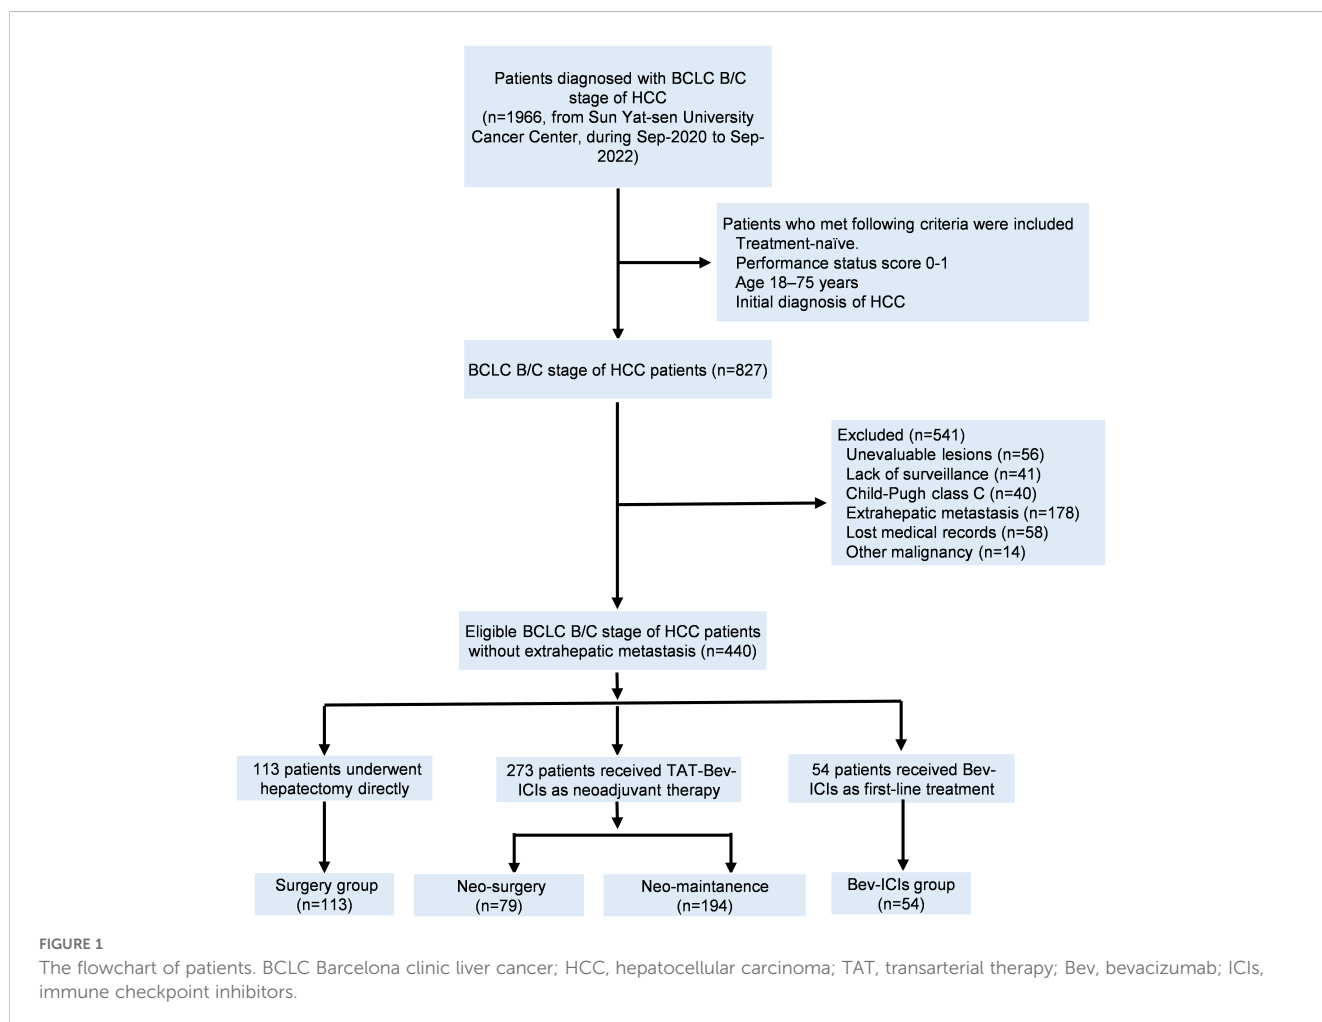 Patients diagnosed with BCLC B/C
stage of HCC
(n=1966, from Sun Yat-sen University
Cancer Center, during Sep-2020 to Sep-
2022)
Patients who met following criteria were included
Treatment-naïve.
Performance status score 0-1
Age 18–75 years
Initial diagnosis of HCC
BCLC B/C stage of HCC patients (n=827)
Excluded (n=541)
Unevaluable lesions (n=56)
Lack of surveillance (n=41)
Child-Pugh class C (n=40)
Extrahepatic metastasis (n=178)
Lost medical records (n=58)
Other malignancy (n=14)
Eligible BCLC B/C stage of HCC patients
without extrahepatic metastasis (n=440)
113 patients underwent
hepatectomy directly
273 patients received TAT-Bev-
ICIs as neoadjuvant therapy
54 patients received Bev-
ICIs as first-line treatment
Surgery group
(n=113)
Neo-surgery
(n=79)
Neo-maintanence
(n=194)
Bev-ICIs group
(n=54)
FIGURE 1
The flowchart of patients. BCLC Barcelona clinic liver cancer; HCC, hepatocellular carcinoma; TAT, transarterial therapy; Bev, bevacizumab; ICIs,
immune checkpoint inhibitors.